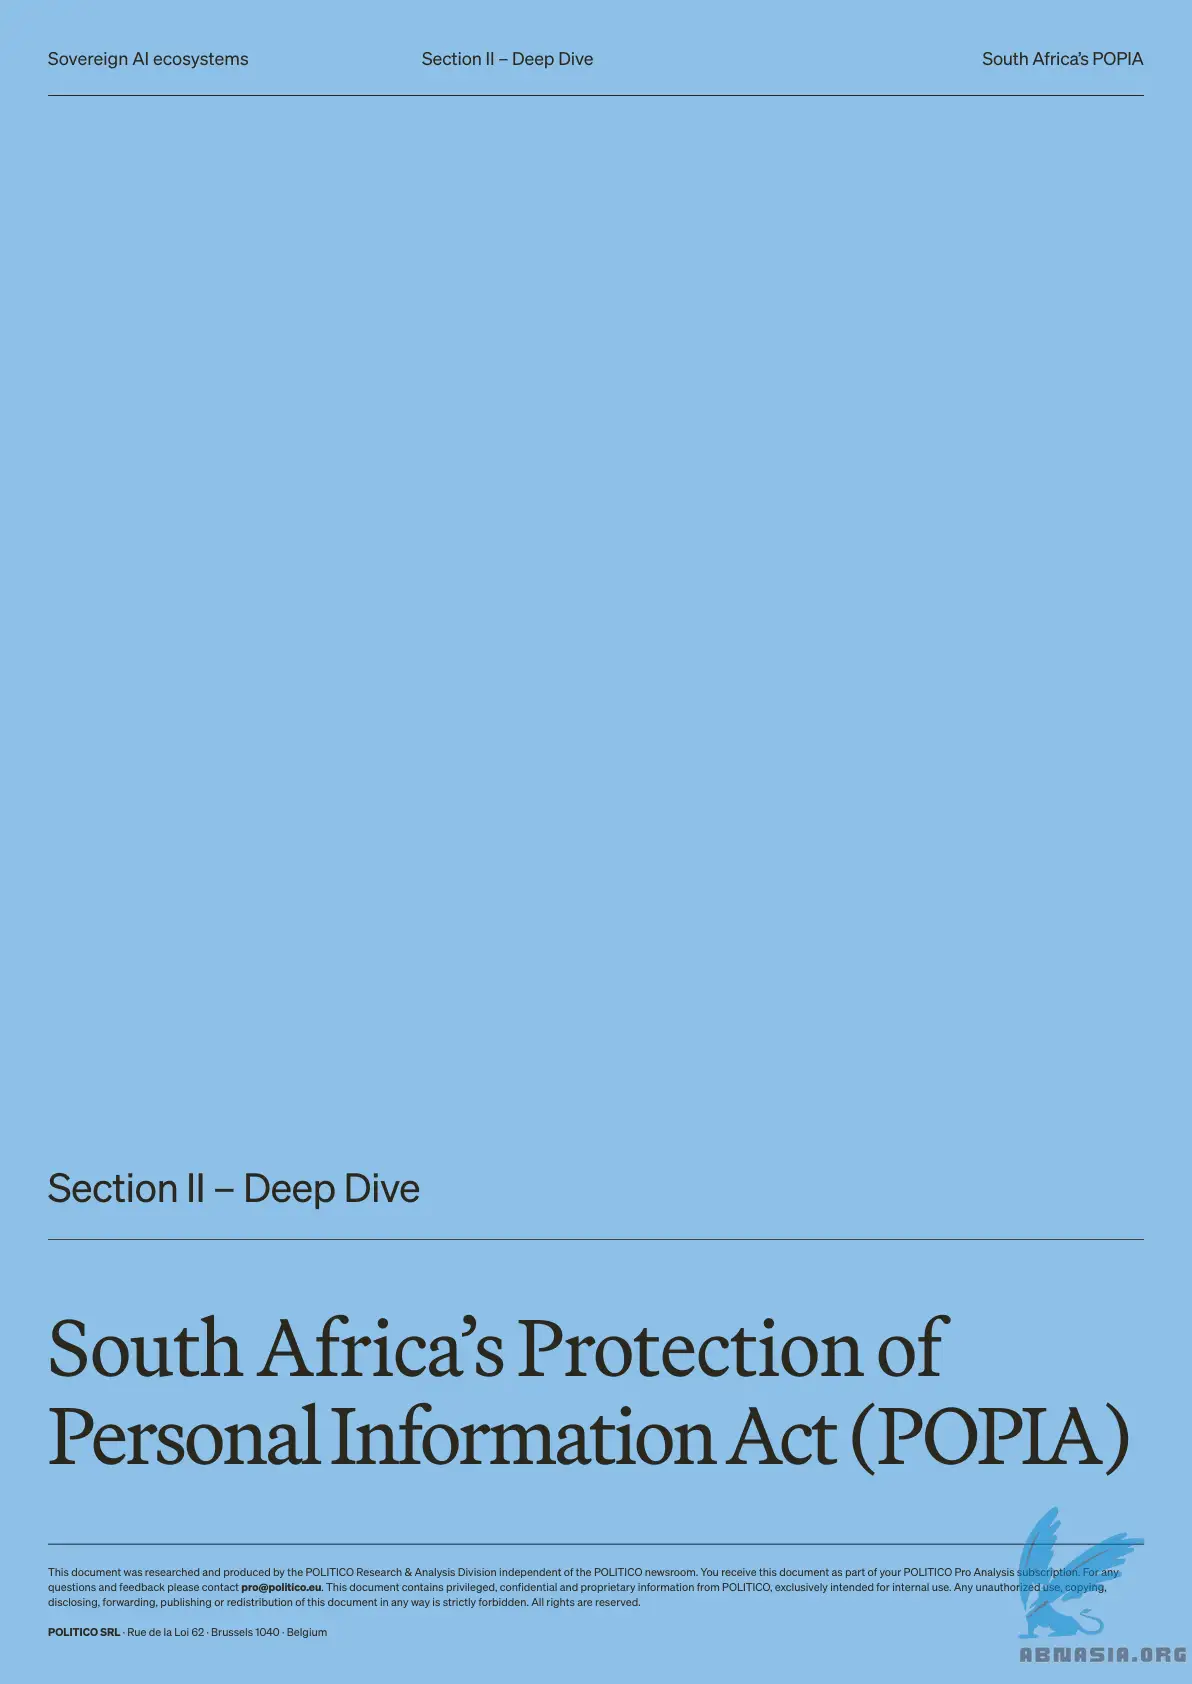 Sovereign AI ecosystems
Section II – Deep Dive
South Africa’s POPIA
Section II – Deep Dive
South Africa’s Protection of
Personal Information Act (POPIA)
This document was researched and produced by the POLITICO Research & Analysis Division independent of the POLITICO newsroom. You receive this document as part of your POLITICO Pro Analysis subscription. For any
questions and feedback please contact pro@politico.eu. This document contains privileged, confidential and proprietary information from POLITICO, exclusively intended for internal use. Any unauthorized use, copying,
disclosing, forwarding, publishing or redistribution of this document in any way is strictly forbidden. All rights are reserved.
POLITICO SRL · Rue de la Loi 62 · Brussels 1040 · Belgium
ABNASIA.ORG